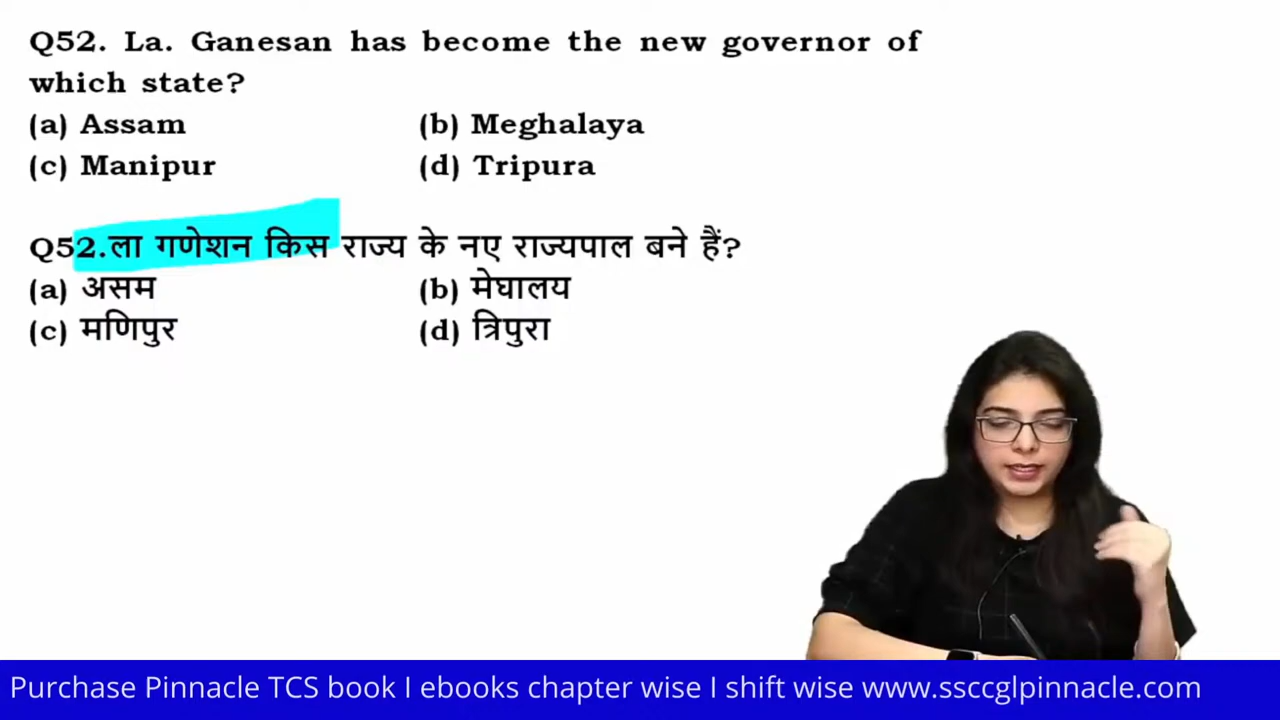 Q52. La. Ganesan has become the new governor of
which state?
(a) Assam (b) Meghalaya
(c) Manipur (d) Tripura
Q52.ला गणेशन किस राज्य के नए राज्यपाल बने हैं?
(a) असम (b) मेघालय
(c) मणिपुर (d) त्रिपुरा
Purchase Pinnacle TCS book I ebooks chapter wise I shift wise www.ssccglpinnacle.com